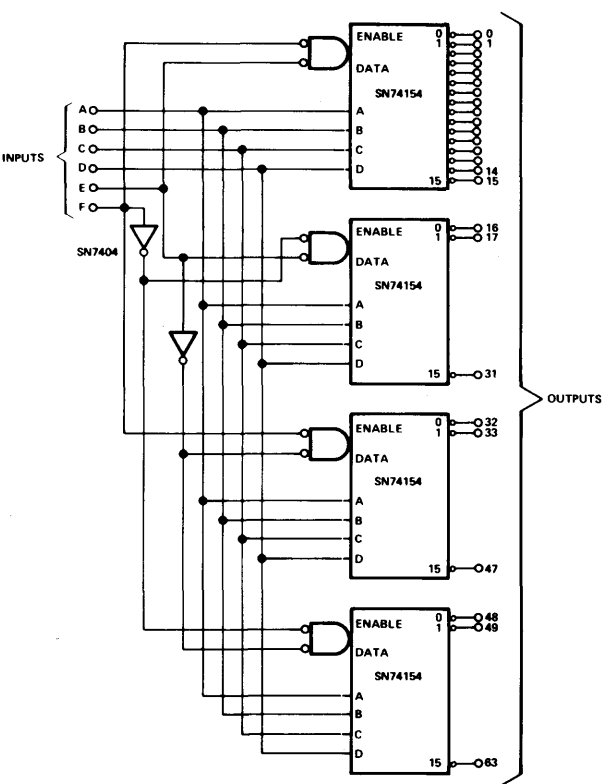 INPUTS
A
B
C
D
E
F
SN7404
ENABLE
DATA
SN74154
A
B
C
D
0
1
15
0
1
14
15
ENABLE
DATA
SN74154
A
B
C
D
0
1
15
16
17
31
ENABLE
DATA
SN74154
A
B
C
D
0
1
15
32
33
47
ENABLE
DATA
SN74154
A
B
C
D
0
1
15
48
49
63
OUTPUTS